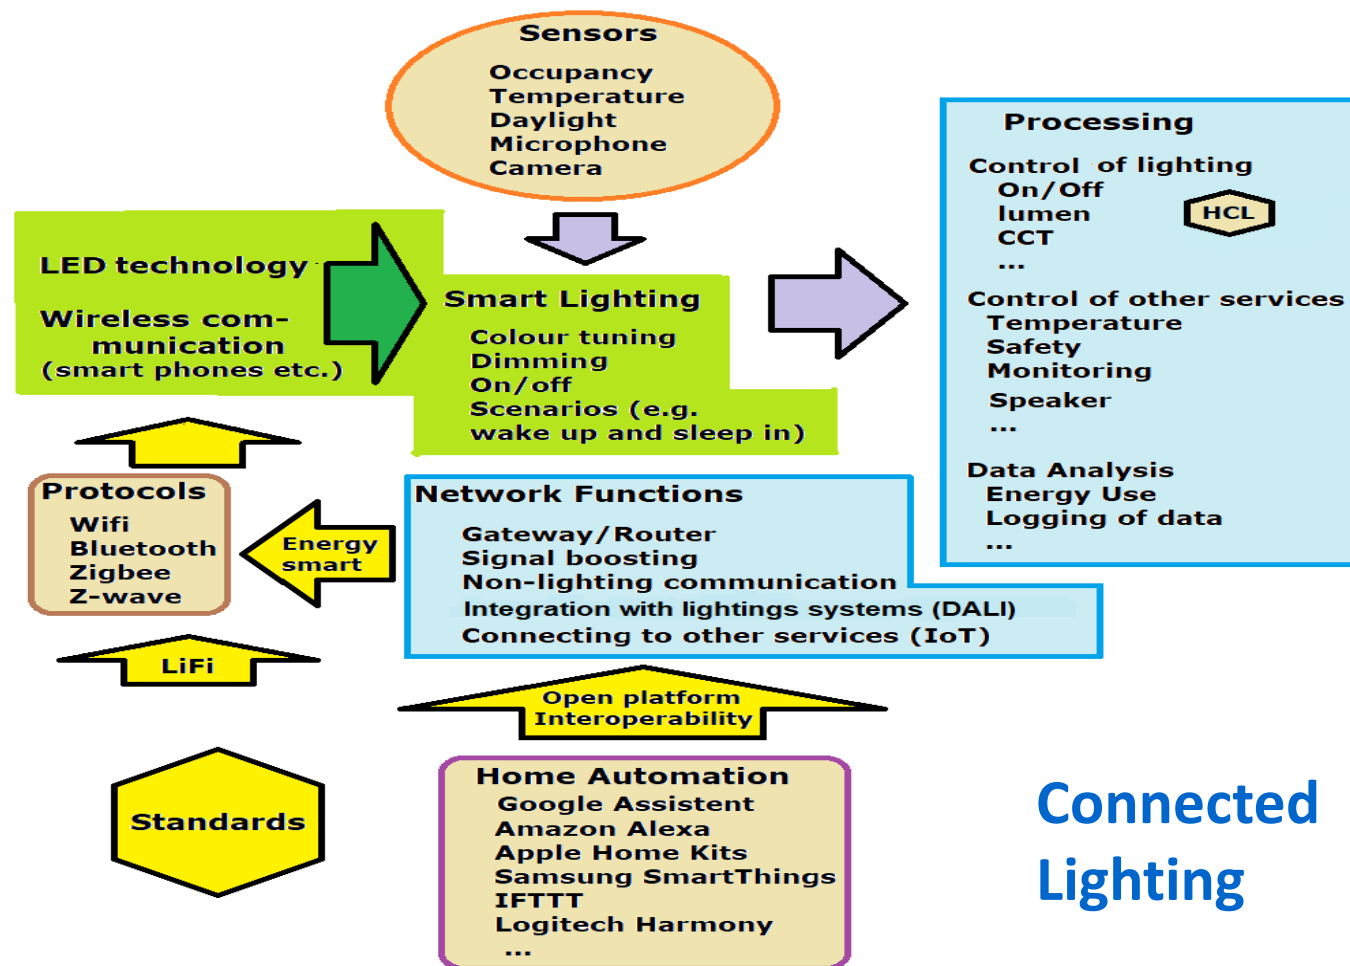 Sensors
Occupancy
Temperature
Daylight
Microphone
Camera
Processing
Control of lighting
On/Off
lumen
CCT
...
HCL
Control of other services
Temperature
Safety
Monitoring
Speaker
...
Data Analysis
Energy Use
Logging of data
...
LED technology
Wireless com-
munication
(smart phones etc.)
Smart Lighting
Colour tuning
Dimming
On/off
Scenarios (e.g.
wake up and sleep in)
Protocols
Wifi
Bluetooth
Zigbee
Z-wave
Energy
smart
Network Functions
Gateway/Router
Signal boosting
Non-lighting communication
Integration with lightings systems (DALI)
Connecting to other services (IoT)
LiFi
Open platform
Interoperability
Standards
Home Automation
Google Assistent
Amazon Alexa
Apple Home Kits
Samsung SmartThings
IFTTT
Logitech Harmony
...
Connected
Lighting